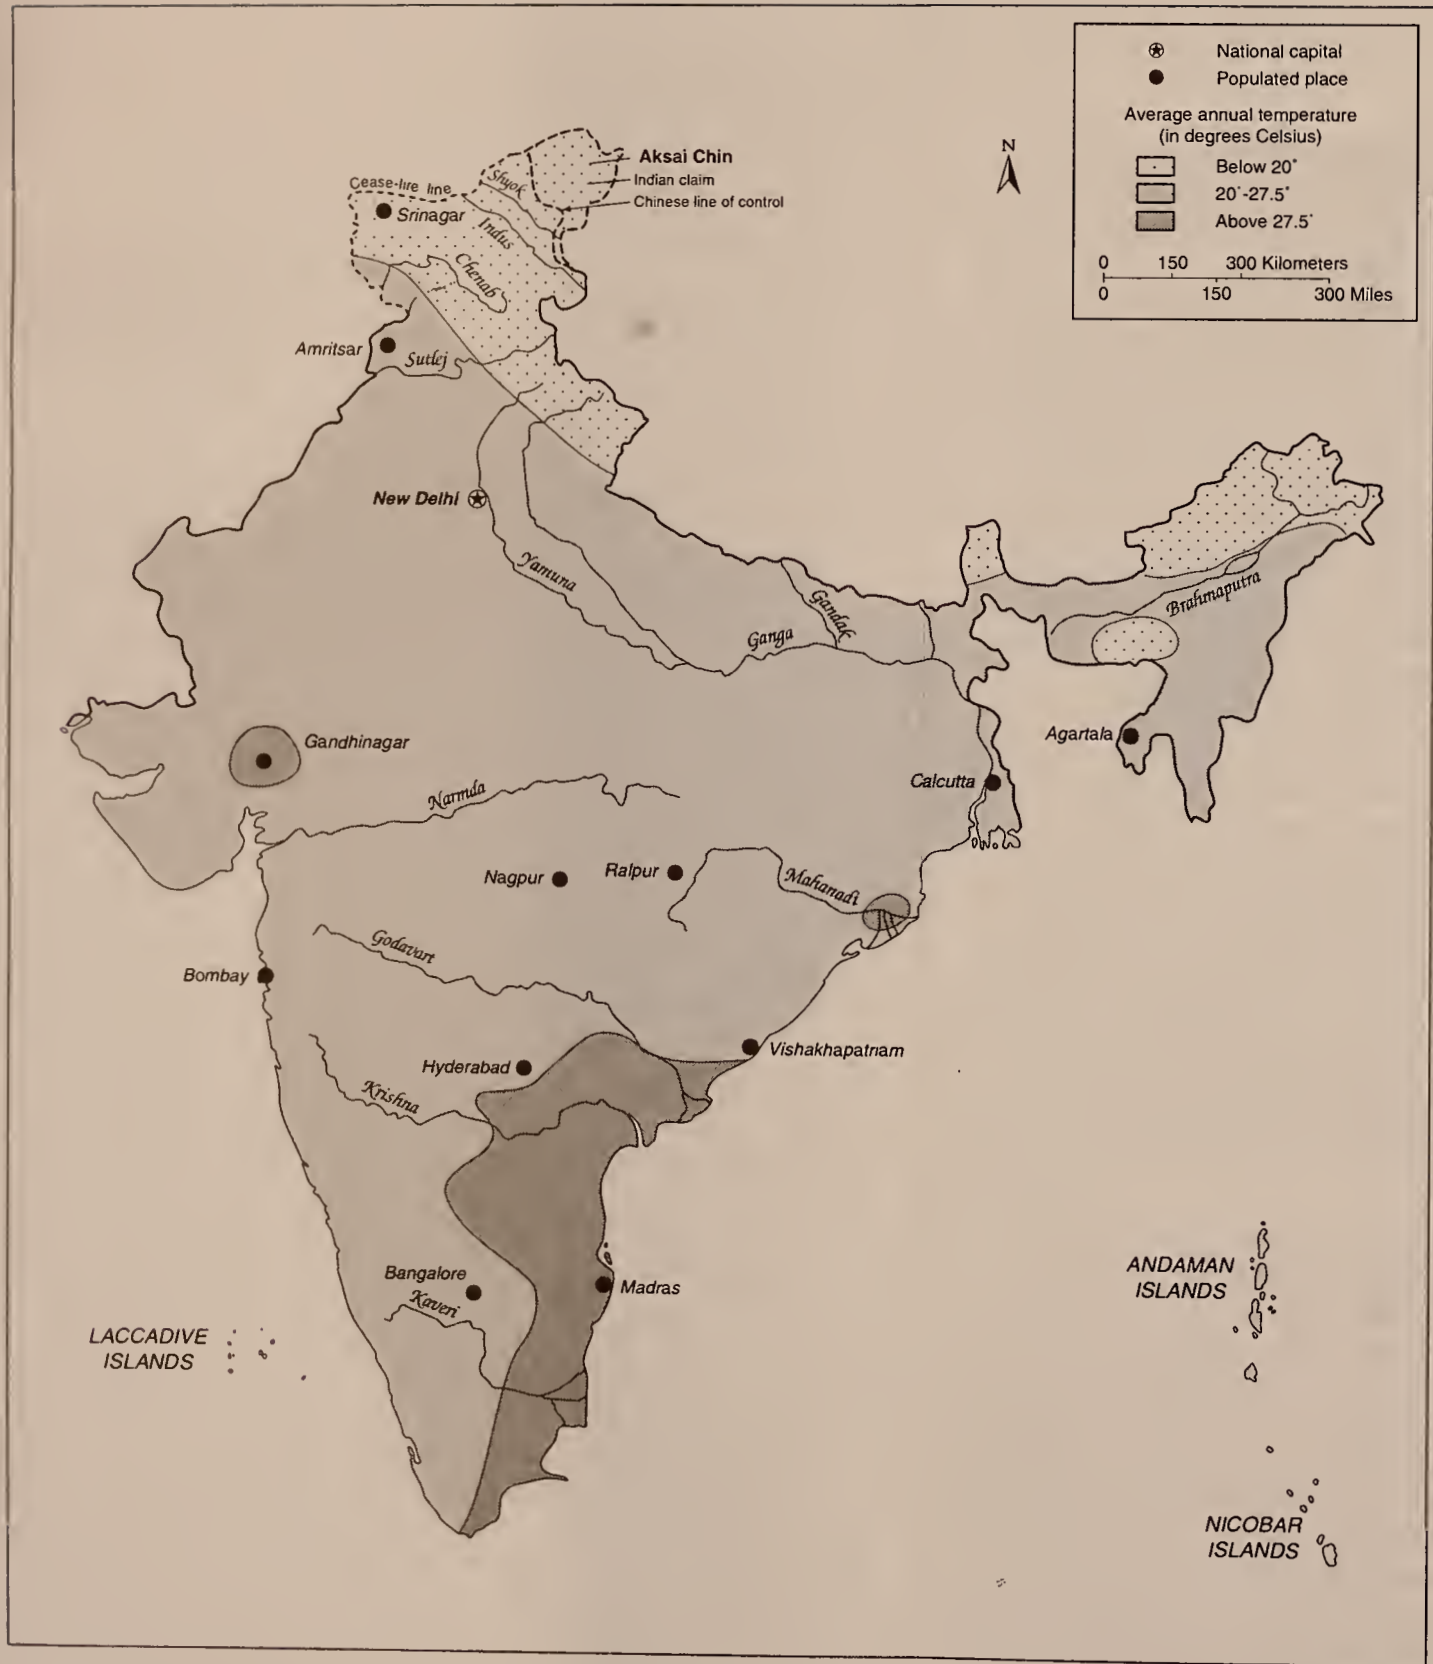 National capital
Populated place
Average annual temperature
(in degrees Celsius)
Below 20°
20°-27.5°
Above 27.5°
0 150 300 Kilometers
0 150 300 Miles
N
Aksai Chin
Indian claim
Chinese line of control
Cease-fire line
Shyok
Srinagar
Indus
Chenab
Amritsar
Sutlej
New Delhi
Yamuna
Gandak
Ganga
Brahmaputra
Agartala
Gandhinagar
Calcutta
Narmda
Nagpur
Raipur
Mahanadi
Godavart
Bombay
Vishakhapatnam
Hyderabad
Krishna
Bangalore
Kaveri
Madras
LACCADIVE
ISLANDS
ANDAMAN
ISLANDS
NICOBAR
ISLANDS